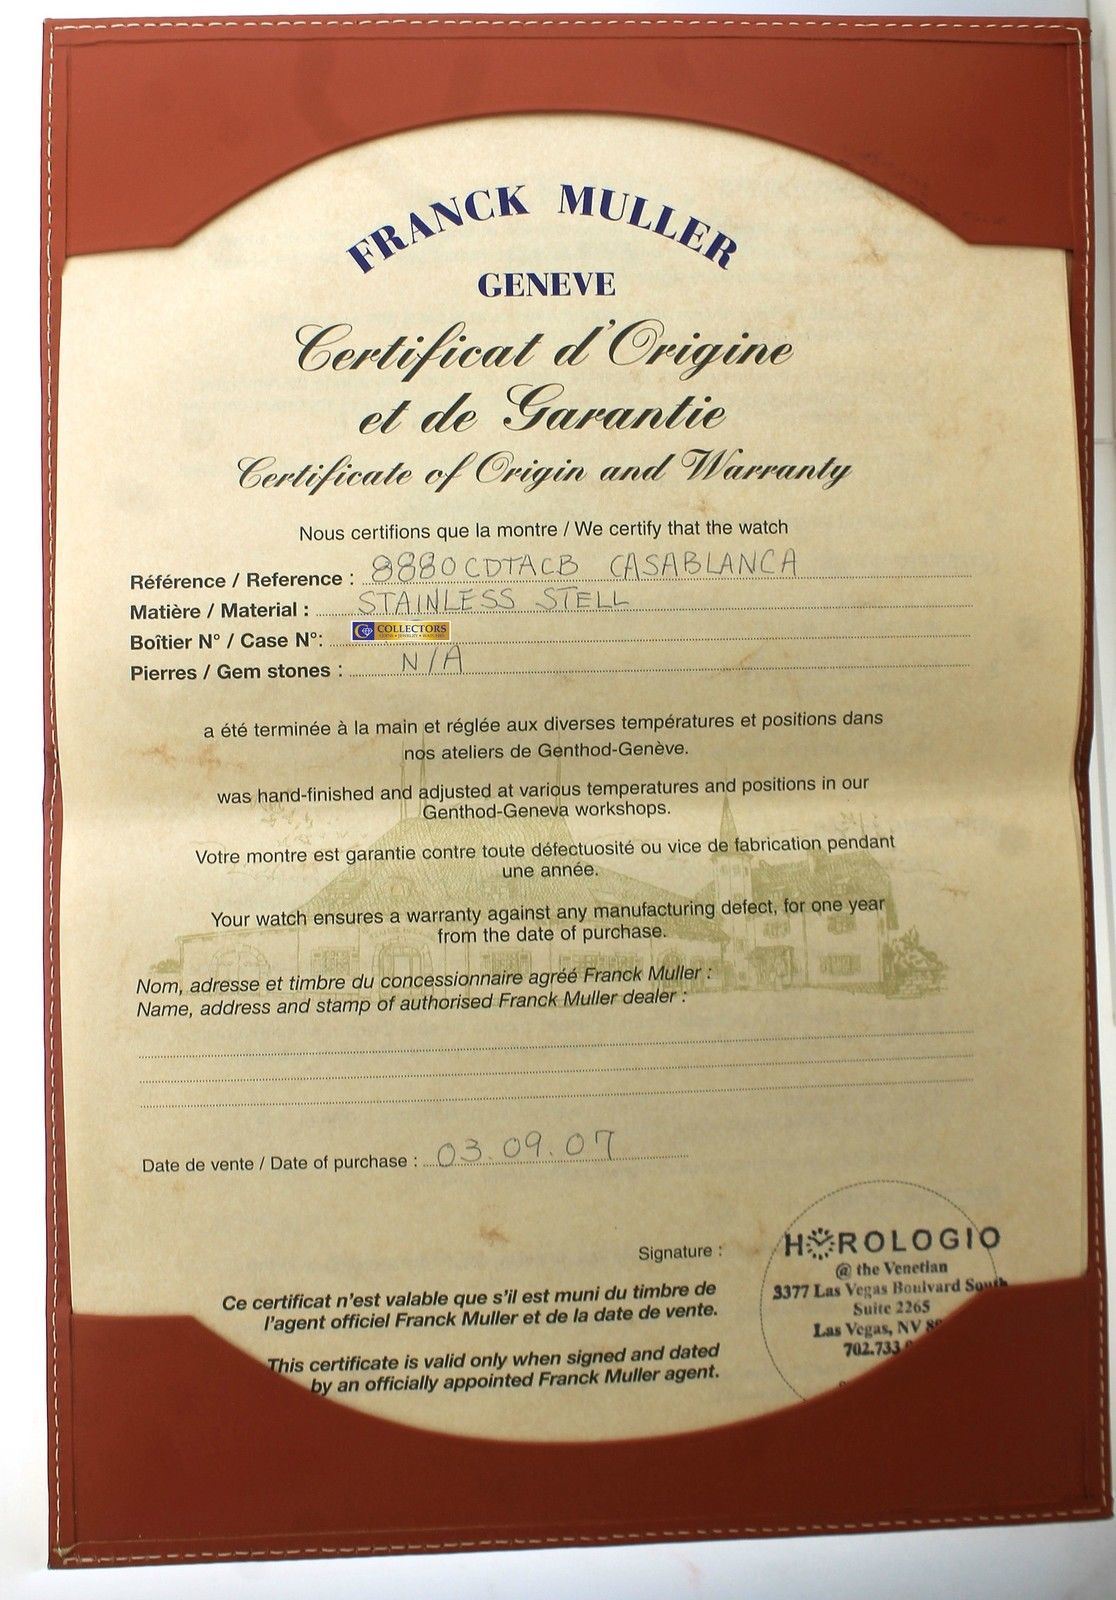 FRANCK MULLER
GENEVE
Certificat d'Origine
et de Garantie
Certificate of Origin and Warranty
Nous certifions que la montre / We certify that the watch
Référence / Reference : 8880CDTACB CASABLANCA
Matière / Material : STAINLESS STELL
Boîtier N° / Case N°: COLLECTORS
COINS • JEWELRY • WATCHES
Pierres / Gem stones : N/A
a été terminée à la main et réglée aux diverses températures et positions dans
nos ateliers de Genthod-Genève.
was hand-finished and adjusted at various temperatures and positions in our
Genthod-Geneva workshops.
Votre montre est garantie contre toute défectuosité ou vice de fabrication pendant
une année.
Your watch ensures a warranty against any manufacturing defect, for one year
from the date of purchase.
Nom, adresse et timbre du concessionnaire agréé Franck Muller :
Name, address and stamp of authorised Franck Muller dealer :
Date de vente / Date of purchase : 03.09.07
Signature :
HOROLOGIO
@ the Venetian
3377 Las Vegas Boulvard South
Suite 2265
Las Vegas, NV
702.733
Ce certificat n'est valable que s'il est muni du timbre de
l'agent officiel Franck Muller et de la date de vente.
This certificate is valid only when signed and dated
by an officially appointed Franck Muller agent.